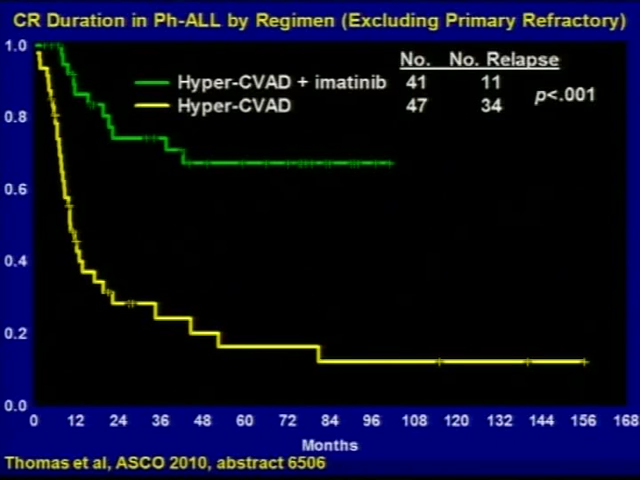 CR Duration in Ph-ALL by Regimen (Excluding Primary Refractory)
No. No. Relapse
Hyper-CVAD + imatinib 41 11
Hyper-CVAD 47 34
p<.001
1.0
0.8
0.6
0.4
0.2
0.0
0 12 24 36 48 60 72 84 96 108 120 132 144 156 168
Months
Thomas et al, ASCO 2010, abstract 6506